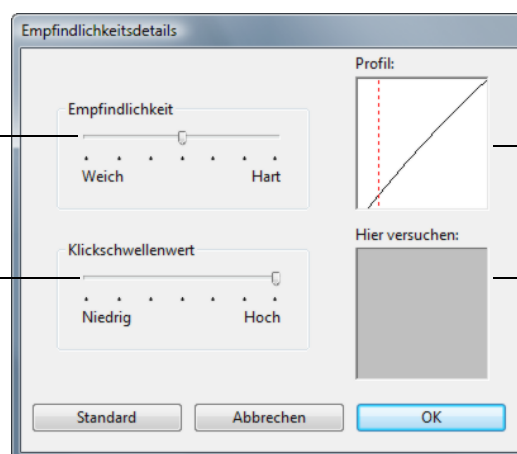 Empfindlichkeitsdetails
Profil:
Empfindlichkeit
Weich Hart
Hier versuchen:
Klickschwellenwert
Niedrig Hoch
Standard Abbrechen OK